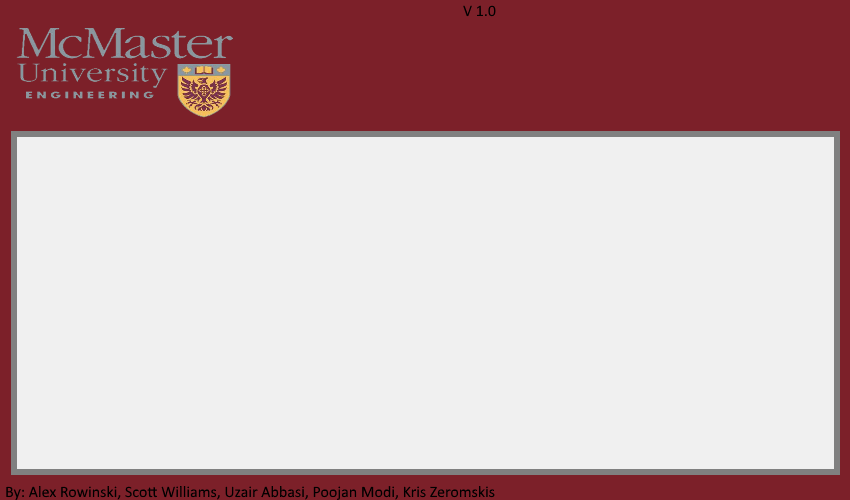 V 1.0
McMaster
University
ENGINEERING
By: Alex Rowinski, Scott Williams, Uzair Abbasi, Poojan Modi, Kris Zeromskis